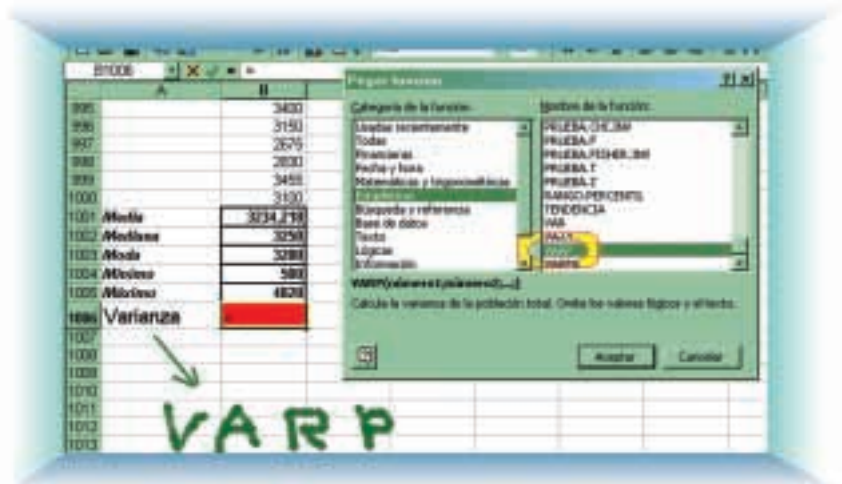 B1006 =
Pegar función
A B
Categoría de la función: Nombre de la función:
995 3400
996 3150
997 2675
998
999 3455
1000 3100
1001 Media 3234,218
1002 Mediana 3250
1003 Moda 3200
1004 Mínimo 500
1005 Máximo 4820
1006 Varianza =
1007
1008
1009
1010
1011
1012
1013
Usadas recientemente
Todas
Financieras
Fecha y hora
Matemáticas y trigonométricas
Estadísticas
Búsqueda y referencia
Base de datos
Texto
Lógicas
Información
PRUEBA.CHI.INV
PRUEBA.F
PRUEBA.FISHER.INV
PRUEBA.T
PRUEBA.Z
RANGO.PERCENTIL
TENDENCIA
VAR
VARA
VARP
VARPA
VARP(número1;número2;...)
Calcula la varianza de la población total. Omite los valores lógicos y el texto.
Aceptar Cancelar
VARP